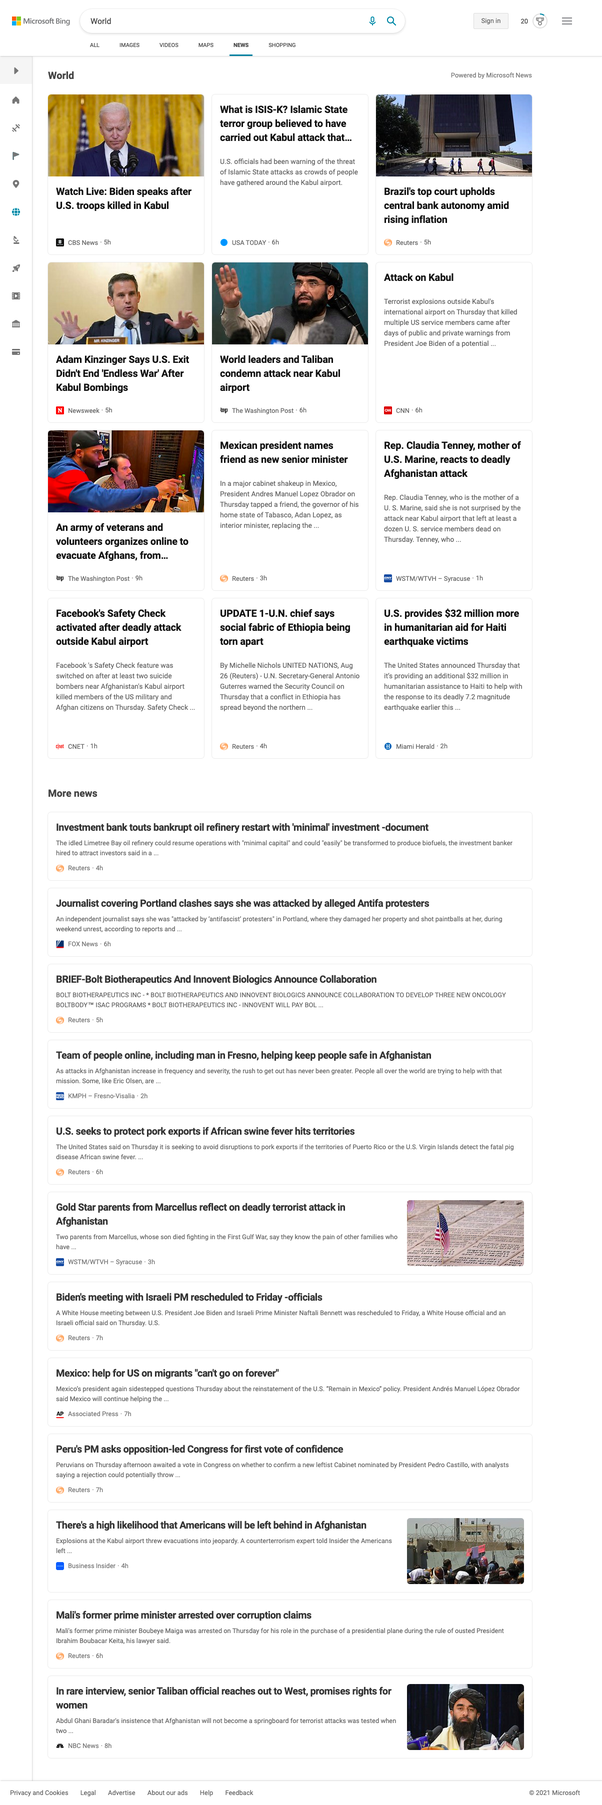 Microsoft Bing
World
Sign in
20
ALL IMAGES VIDEOS MAPS NEWS SHOPPING
World
Powered by Microsoft News
Watch Live: Biden speaks after
U.S. troops killed in Kabul
CBS News · 5h
What is ISIS-K? Islamic State
terror group believed to have
carried out Kabul attack that...
U.S. officials had been warning of the threat
of Islamic State attacks as crowds of people
have gathered around the Kabul airport.
USA TODAY · 6h
Brazil's top court upholds
central bank autonomy amid
rising inflation
Reuters · 5h
Adam Kinzinger Says U.S. Exit
Didn't End 'Endless War' After
Kabul Bombings
Newsweek · 5h
World leaders and Taliban
condemn attack near Kabul
airport
The Washington Post · 6h
Attack on Kabul
Terrorist explosions outside Kabul's
international airport on Thursday that killed
multiple US service members came after
days of public and private warnings from
President Joe Biden of a potential ...
CNN · 6h
An army of veterans and
volunteers organizes online to
evacuate Afghans, from...
The Washington Post · 9h
Mexican president names
friend as new senior minister
In a major cabinet shakeup in Mexico,
President Andres Manuel Lopez Obrador on
Thursday tapped a friend, the governor of his
home state of Tabasco, Adan Lopez, as
interior minister, replacing the ...
Reuters · 3h
Rep. Claudia Tenney, mother of
U.S. Marine, reacts to deadly
Afghanistan attack
Rep. Claudia Tenney, who is the mother of a
U. S. Marine, said she is not surprised by the
attack near Kabul airport that left at least a
dozen U. S. service members dead on
Thursday. Tenney, who ...
WSTM/WTVH – Syracuse · 1h
Facebook's Safety Check
activated after deadly attack
outside Kabul airport
Facebook 's Safety Check feature was
switched on after at least two suicide
bombers near Afghanistan's Kabul airport
killed members of the US military and
Afghan citizens on Thursday. Safety Check ...
CNET · 1h
UPDATE 1-U.N. chief says
social fabric of Ethiopia being
torn apart
By Michelle Nichols UNITED NATIONS, Aug
26 (Reuters) - U.N. Secretary-General Antonio
Guterres warned the Security Council on
Thursday that a conflict in Ethiopia has
spread beyond the northern ...
Reuters · 4h
U.S. provides $32 million more
in humanitarian aid for Haiti
earthquake victims
The United States announced Thursday that
it's providing an additional $32 million in
humanitarian assistance to Haiti to help with
the response to its deadly 7.2 magnitude
earthquake earlier this ...
Miami Herald · 2h
More news
Investment bank touts bankrupt oil refinery restart with 'minimal' investment -document
The idled Limetree Bay oil refinery could resume operations with "minimal capital" and could "easily" be transformed to produce biofuels, the investment banker
hired to attract investors said in a ...
Reuters · 4h
Journalist covering Portland clashes says she was attacked by alleged Antifa protesters
An independent journalist says she was "attacked by 'antifascist' protesters" in Portland, where they damaged her property and shot paintballs at her, during
weekend unrest, according to reports and ...
FOX News · 6h
BRIEF-Bolt Biotherapeutics And Innovent Biologics Announce Collaboration
BOLT BIOTHERAPEUTICS INC - * BOLT BIOTHERAPEUTICS AND INNOVENT BIOLOGICS ANNOUNCE COLLABORATION TO DEVELOP THREE NEW ONCOLOGY
BOLTBODY™ ISAC PROGRAMS * BOLT BIOTHERAPEUTICS INC - INNOVENT WILL PAY BOL ...
Reuters · 5h
Team of people online, including man in Fresno, helping keep people safe in Afghanistan
As attacks in Afghanistan increase in frequency and severity, the rush to get out has never been greater. People all over the world are trying to help with that
mission. Some, like Eric Olsen, are ...
KMPH – Fresno-Visalia · 2h
U.S. seeks to protect pork exports if African swine fever hits territories
The United States said on Thursday it is seeking to avoid disruptions to pork exports if the territories of Puerto Rico or the U.S. Virgin Islands detect the fatal pig
disease African swine fever. ...
Reuters · 6h
Gold Star parents from Marcellus reflect on deadly terrorist attack in
Afghanistan
Two parents from Marcellus, whose son died fighting in the First Gulf War, say they know the pain of other families who
have ...
WSTM/WTVH – Syracuse · 3h
Biden's meeting with Israeli PM rescheduled to Friday -officials
A White House meeting between U.S. President Joe Biden and Israeli Prime Minister Naftali Bennett was rescheduled to Friday, a White House official and an
Israeli official said on Thursday. U.S.
Reuters · 7h
Mexico: help for US on migrants "can't go on forever"
Mexico's president again sidestepped questions Thursday about the reinstatement of the U.S. "Remain in Mexico" policy. President Andrés Manuel López Obrador
said Mexico will continue helping the ...
AP Associated Press · 7h
Peru's PM asks opposition-led Congress for first vote of confidence
Peruvians on Thursday afternoon awaited a vote in Congress on whether to confirm a new leftist Cabinet nominated by President Pedro Castillo, with analysts
saying a rejection could potentially throw ...
Reuters · 7h
There's a high likelihood that Americans will be left behind in Afghanistan
Explosions at the Kabul airport threw evacuations into jeopardy. A counterterrorism expert told Insider the Americans
left ...
Business Insider · 4h
Mali's former prime minister arrested over corruption claims
Mali's former prime minister Boubeye Maiga was arrested on Thursday for his role in the purchase of a presidential plane during the rule of ousted President
Ibrahim Boubacar Keita, his lawyer said.
Reuters · 6h
In rare interview, senior Taliban official reaches out to West, promises rights for
women
Abdul Ghani Baradar's insistence that Afghanistan will not become a springboard for terrorist attacks was tested when
two ...
NBC News · 8h
Privacy and Cookies Legal Advertise About our ads Help Feedback © 2021 Microsoft